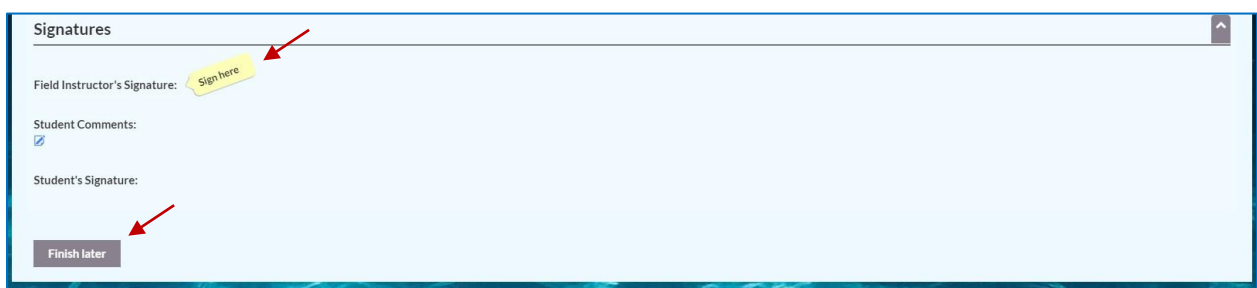 Signatures
Field Instructor's Signature: Sign here
Student Comments:
Student's Signature:
Finish later